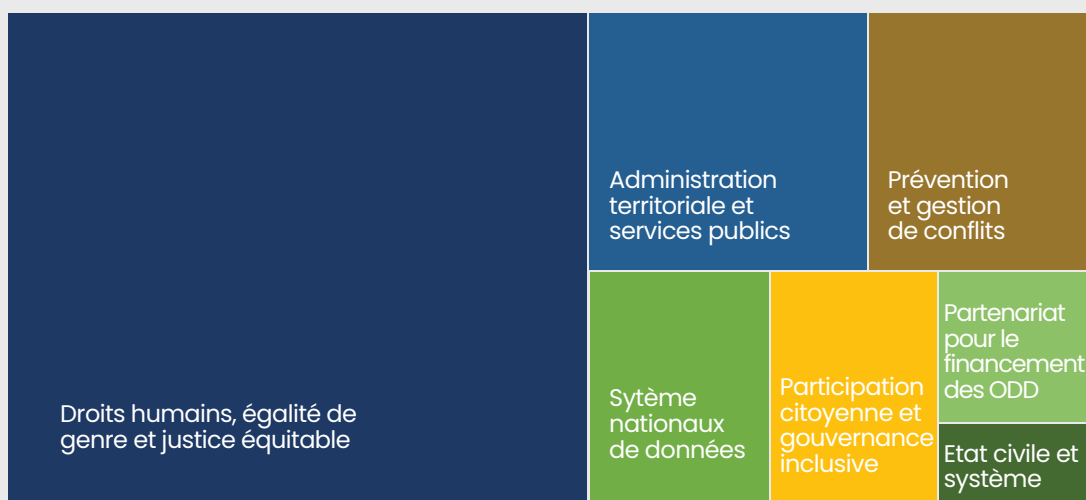 Droits humains, égalité de
genre et justice équitable
Administration
territoriale et
services publics
Prévention
et gestion
de conflits
Sytème
nationaux
de données
Participation
citoyenne et
gouvernance
inclusive
Partenariat
pour le
financement
des ODD
Etat civile et
système